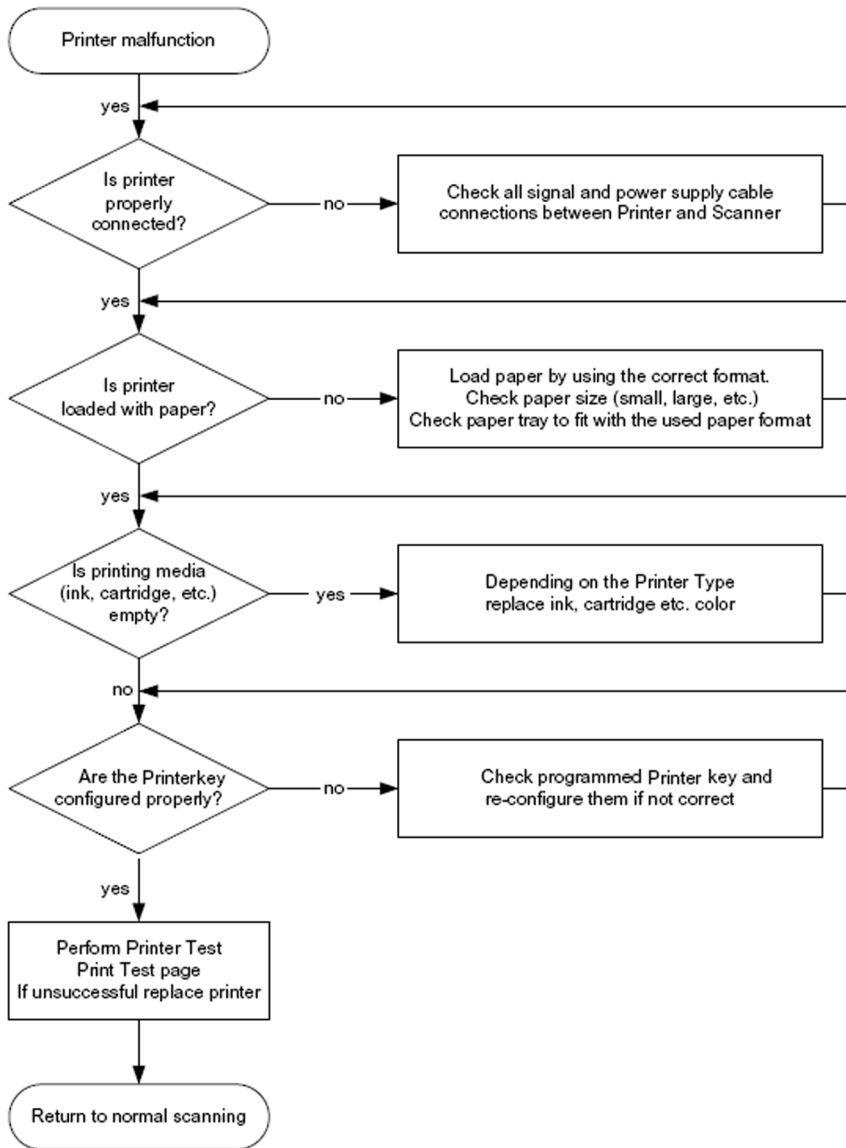 Printer malfunction
yes
Is printer
properly
connected?
no
Check all signal and power supply cable
connections between Printer and Scanner
yes
Is printer
loaded with paper?
no
Load paper by using the correct format.
Check paper size (small, large, etc.)
Check paper tray to fit with the used paper format
yes
Is printing media
(ink, cartridge, etc.)
empty?
yes
Depending on the Printer Type
replace ink, cartridge etc. color
no
Are the Printerkey
configured properly?
no
Check programmed Printer key and
re-configure them if not correct
yes
Perform Printer Test
Print Test page
If unsuccessful replace printer
Return to normal scanning